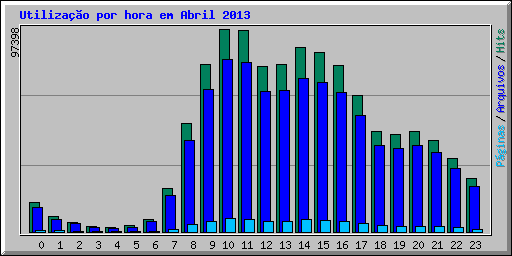 Utilização por hora em Abril 2013
97398
Páginas / Arquivos / Hits
0 1 2 3 4 5 6 7 8 9 10 11 12 13 14 15 16 17 18 19 20 21 22 23